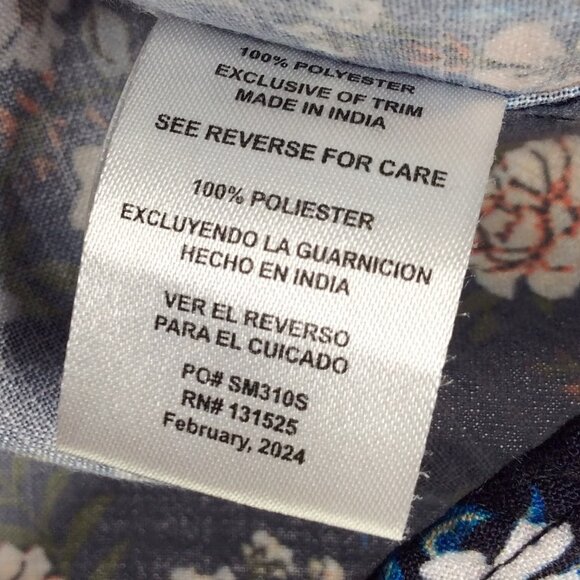 100% POLYESTER
EXCLUSIVE OF TRIM
MADE IN INDIA
SEE REVERSE FOR CARE
100% POLIESTER
EXCLUYENDO LA GUARNICION
HECHO EN INDIA
VER EL REVERSO
PARA EL CUICADO
PO# SM310S
RN# 131525
February, 2024